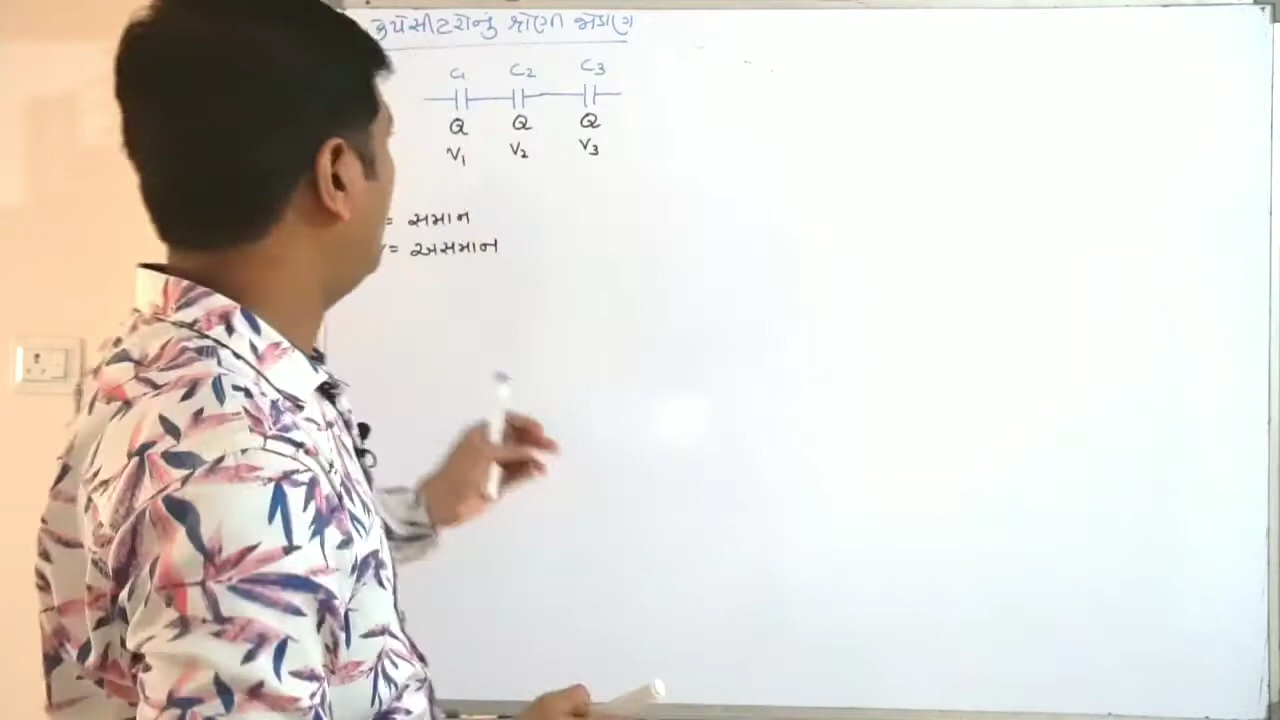 કેપેસીટરોનું શ્રેણી જોડાણ
C1 C2 C3
Q Q Q
V1 V2 V3
= સમાન
V = અસમાન